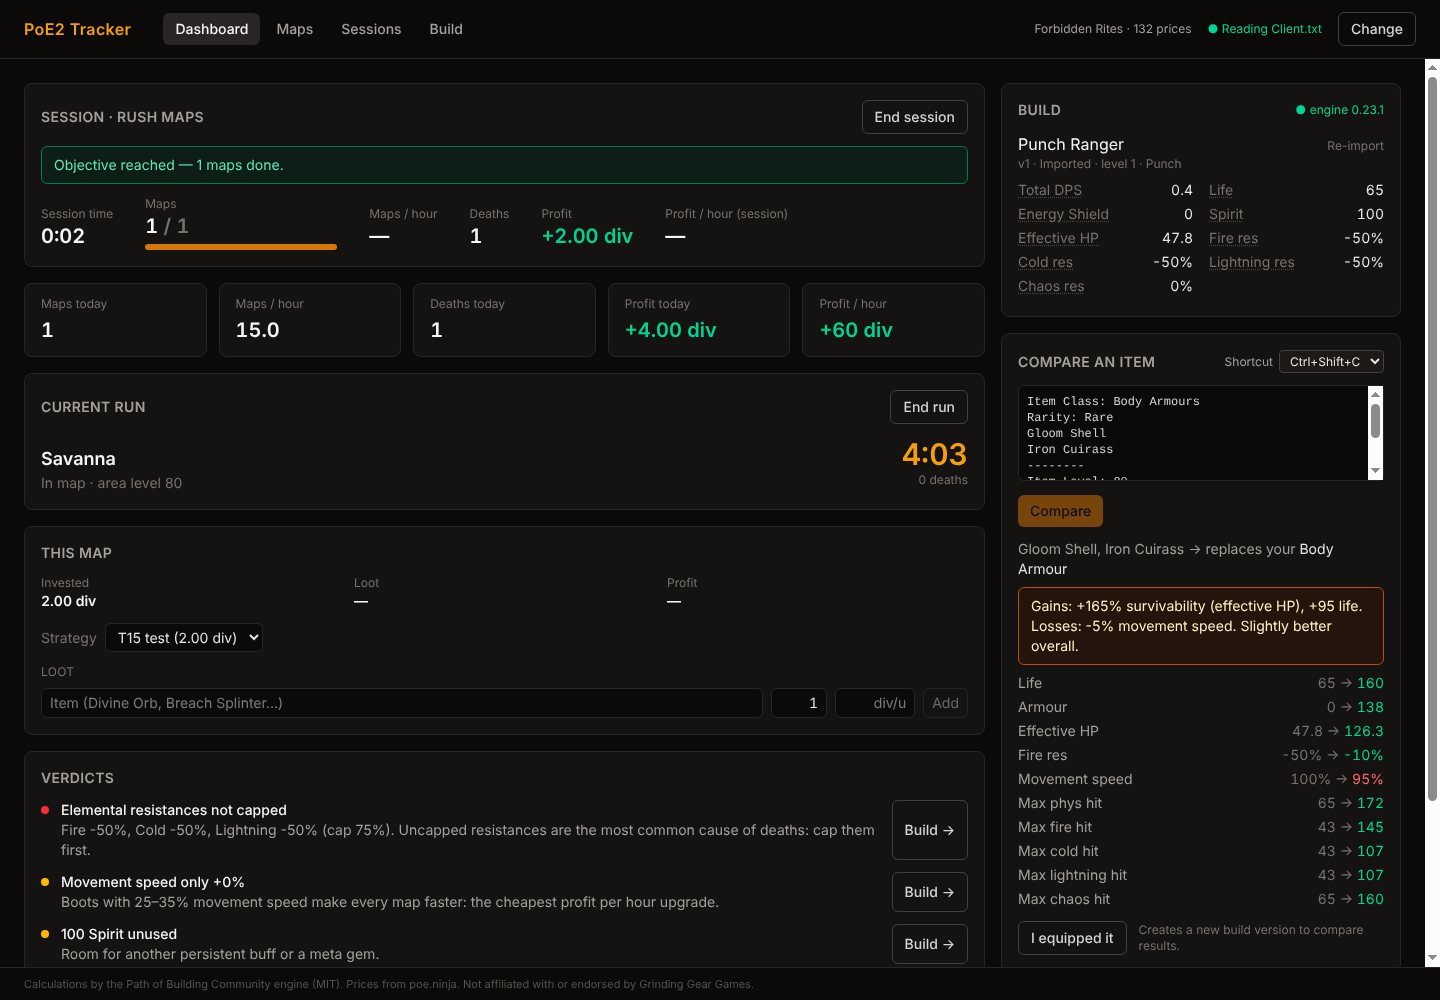 PoE2 Tracker
Dashboard
Maps
Sessions
Build
Forbidden Rites · 132 prices
Reading Client.txt
Change
SESSION · RUSH MAPS
End session
Objective reached — 1 maps done.
Session time
0:02
Maps
1 / 1
Maps / hour
—
Deaths
1
Profit
+2.00 div
Profit / hour (session)
—
Maps today
1
Maps / hour
15.0
Deaths today
1
Profit today
+4.00 div
Profit / hour
+60 div
CURRENT RUN
End run
Savanna
In map · area level 80
4:03
0 deaths
THIS MAP
Invested
2.00 div
Loot
—
Profit
—
Strategy
T15 test (2.00 div)
LOOT
Item (Divine Orb, Breach Splinter...)
1
div/u
Add
VERDICTS
Elemental resistances not capped
Fire -50%, Cold -50%, Lightning -50% (cap 75%). Uncapped resistances are the most common cause of deaths: cap them
first.
Build →
Movement speed only +0%
Boots with 25–35% movement speed make every map faster: the cheapest profit per hour upgrade.
Build →
100 Spirit unused
Room for another persistent buff or a meta gem.
Build →
BUILD
engine 0.23.1
Punch Ranger
Re-import
v1 · Imported · level 1 · Punch
Total DPS 0.4
Life 65
Energy Shield 0
Spirit 100
Effective HP 47.8
Fire res -50%
Cold res -50%
Lightning res -50%
Chaos res 0%
COMPARE AN ITEM
Shortcut
Ctrl+Shift+C
Item Class: Body Armours
Rarity: Rare
Gloom Shell
Iron Cuirass
--------
Item Level: 80
Compare
Gloom Shell, Iron Cuirass → replaces your Body
Armour
Gains: +165% survivability (effective HP), +95 life.
Losses: -5% movement speed. Slightly better
overall.
Life 65 → 160
Armour 0 → 138
Effective HP 47.8 → 126.3
Fire res -50% → -10%
Movement speed 100% → 95%
Max phys hit 65 → 172
Max fire hit 43 → 145
Max cold hit 43 → 107
Max lightning hit 43 → 107
Max chaos hit 65 → 160
I equipped it
Creates a new build version to compare
results.
Calculations by the Path of Building Community engine (MIT). Prices from poe.ninja. Not affiliated with or endorsed by Grinding Gear Games.